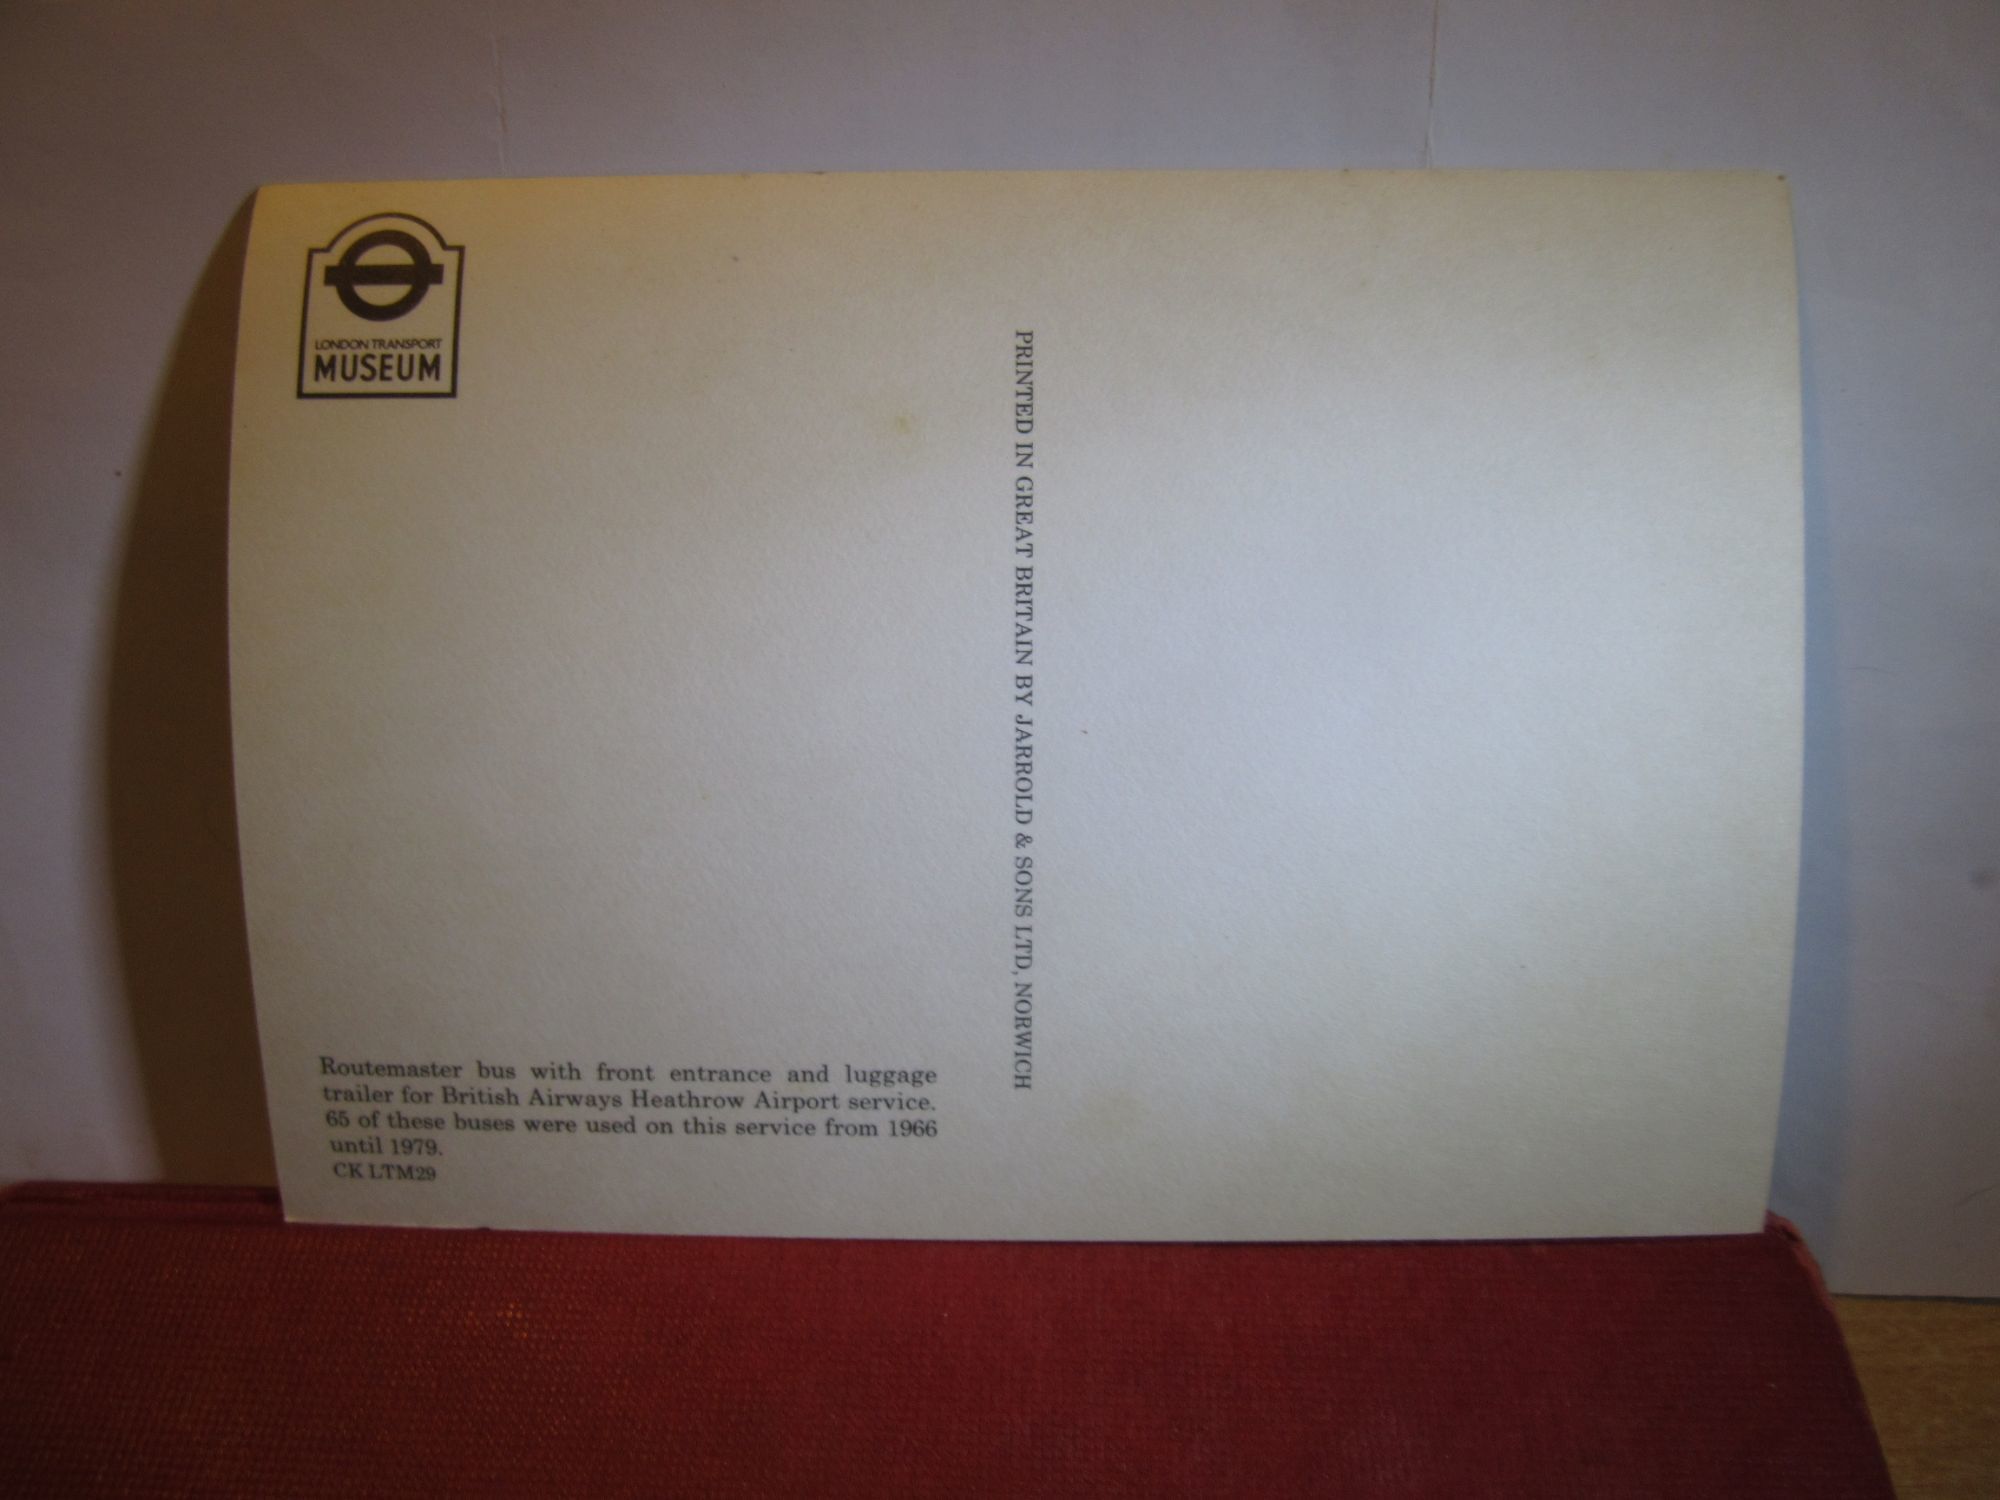 LONDON TRANSPORT
MUSEUM
PRINTED IN GREAT BRITAIN BY JARROLD & SONS LTD, NORWICH
Routemaster bus with front entrance and luggage
trailer for British Airways Heathrow Airport service.
65 of these buses were used on this service from 1966
until 1979.
CK LTM29